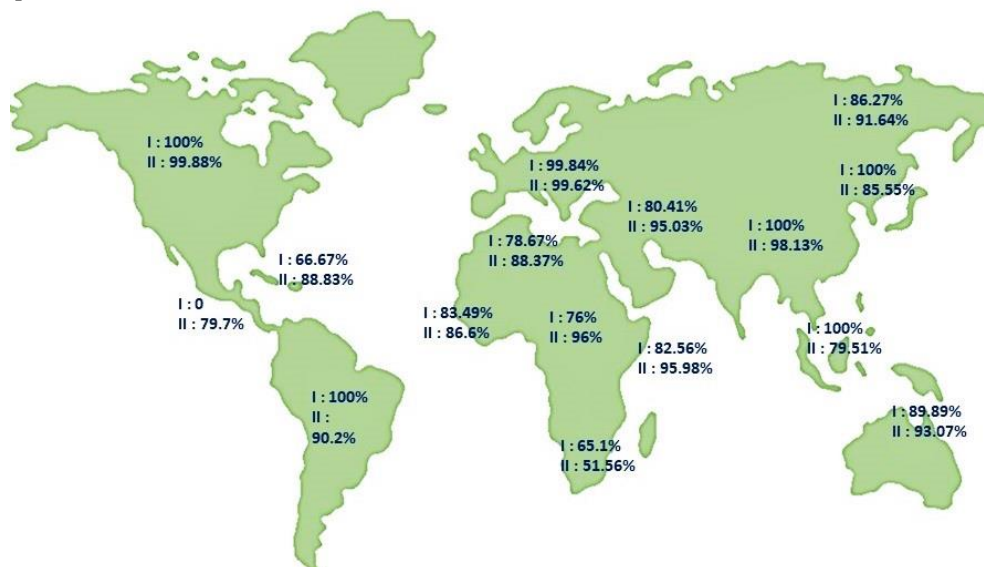 I : 86.27%
II : 91.64%
I : 100%
II : 99.88%
I : 99.84%
II : 99.62%
I : 100%
II : 85.55%
I : 80.41%
II : 95.03%
I : 100%
II : 98.13%
I : 78.67%
II : 88.37%
I : 66.67%
II : 88.83%
I : 0
II : 79.7%
I : 83.49%
II : 86.6%
I : 76%
II : 96%
I : 82.56%
II : 95.98%
I : 100%
II : 79.51%
I : 100%
II :
90.2%
I : 89.89%
II : 93.07%
I : 65.1%
II : 51.56%